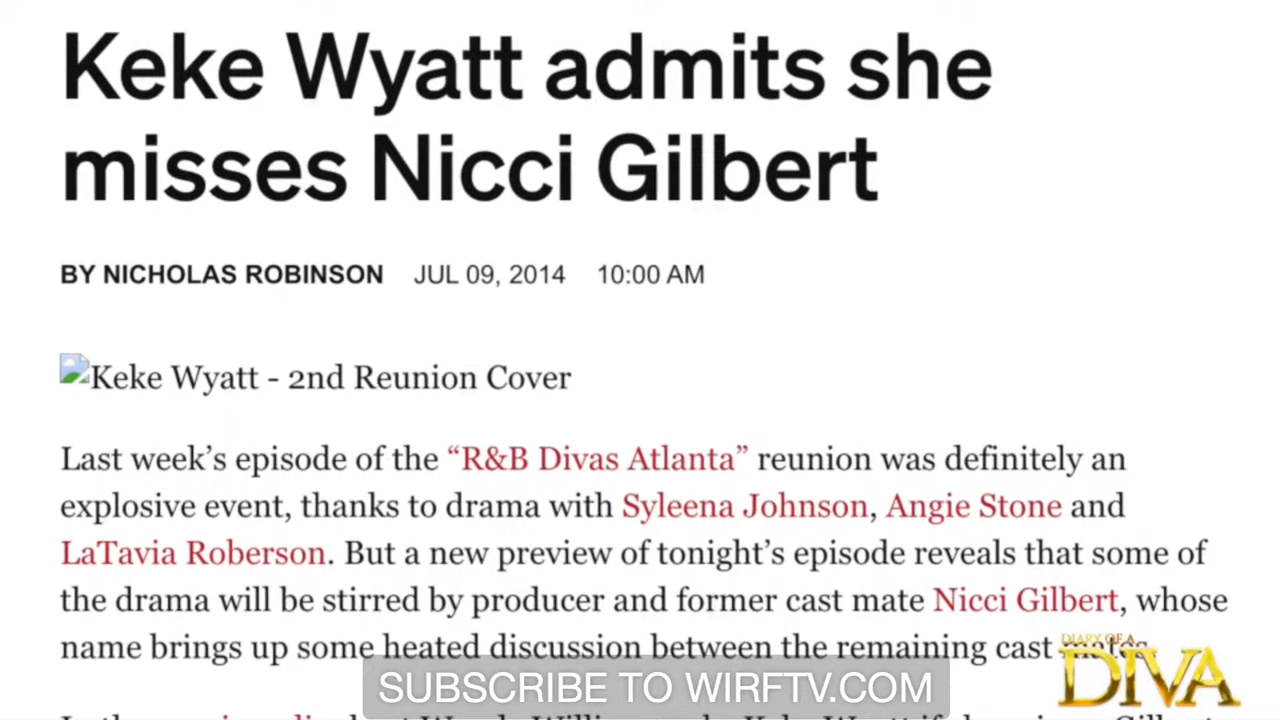 Keke Wyatt admits she
misses Nicci Gilbert
BY NICHOLAS ROBINSON JUL 09, 2014 10:00 AM
Keke Wyatt - 2nd Reunion Cover
Last week’s episode of the “R&B Divas Atlanta” reunion was definitely an
explosive event, thanks to drama with Syleena Johnson, Angie Stone and
LaTavia Roberson. But a new preview of tonight’s episode reveals that some of
the drama will be stirred by producer and former cast mate Nicci Gilbert, whose
name brings up some heated discussion between the remaining cast mates.
DIARY OF A
DIVA
SUBSCRIBE TO WIRFTV.COM